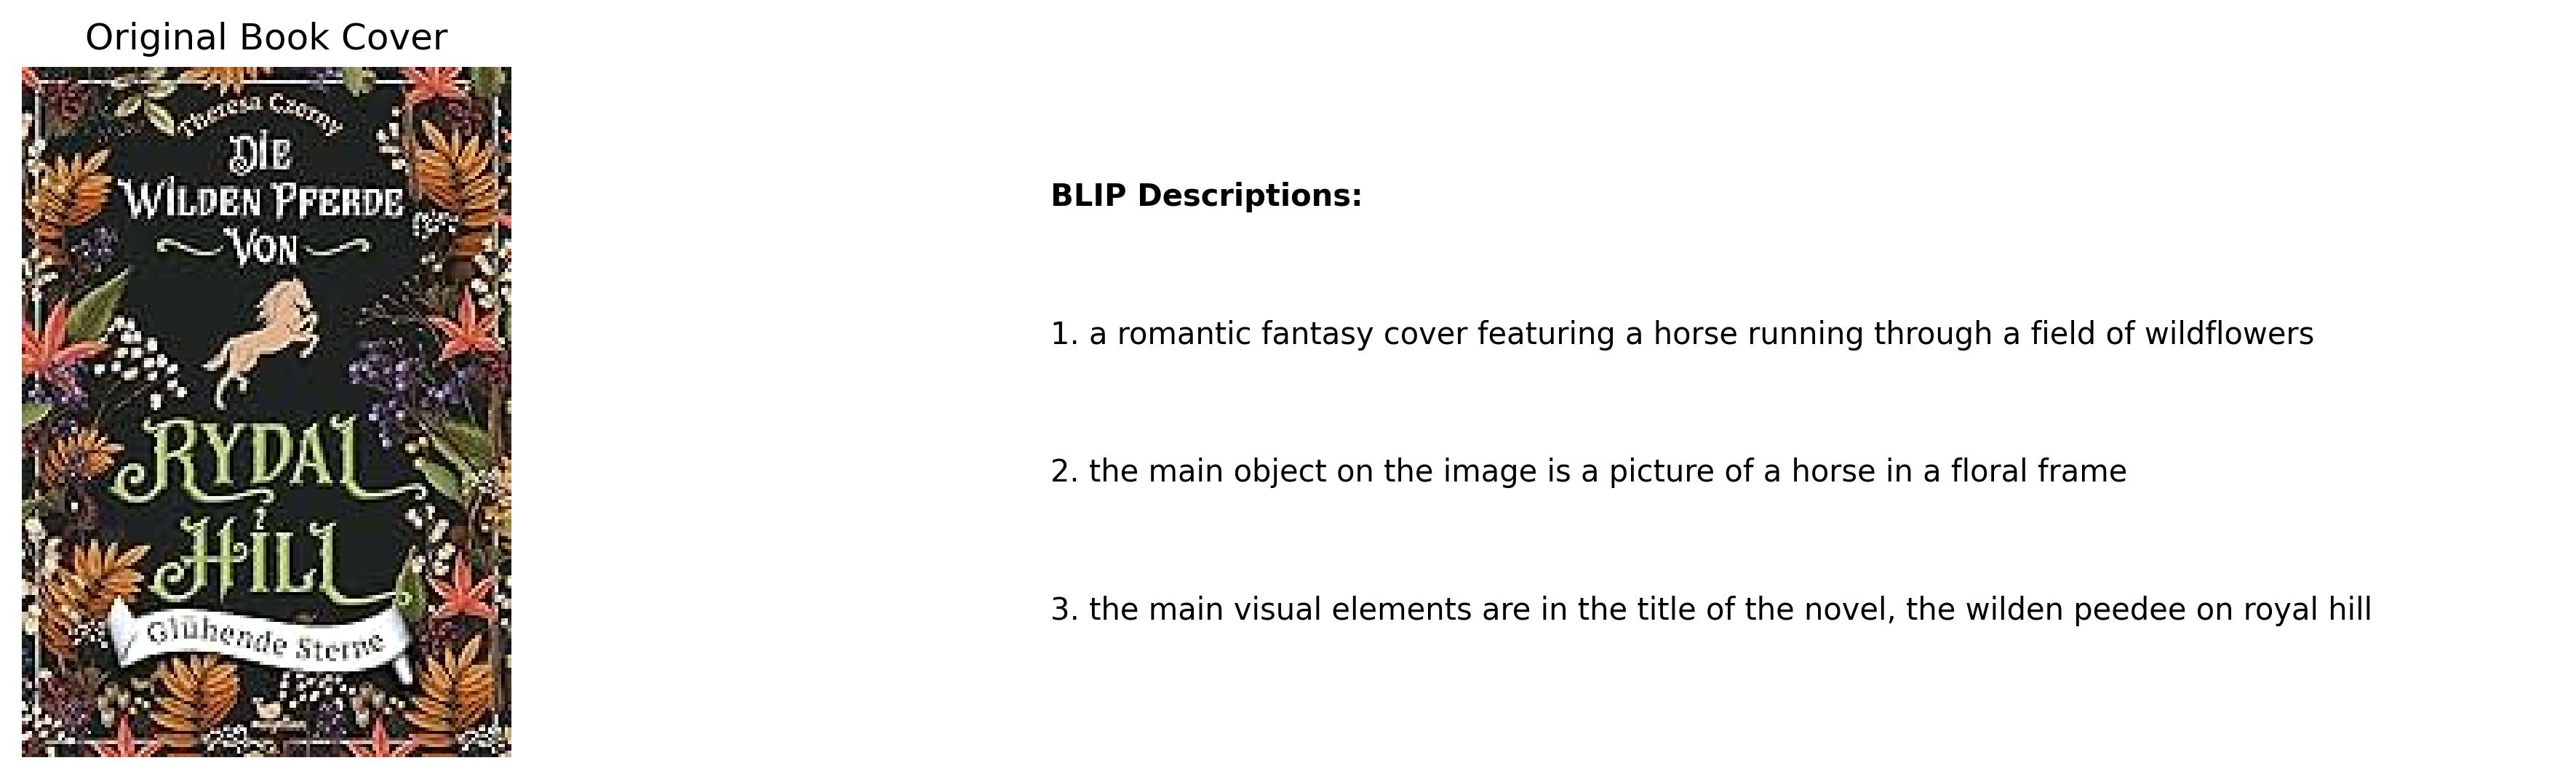 Original Book Cover
Theresa Czerny
Die
Wilden Pferde
Von
Rydal
Hill
Glühende Sterne
BLIP Descriptions:
1. a romantic fantasy cover featuring a horse running through a field of wildflowers
2. the main object on the image is a picture of a horse in a floral frame
3. the main visual elements are in the title of the novel, the wilden peedee on royal hill